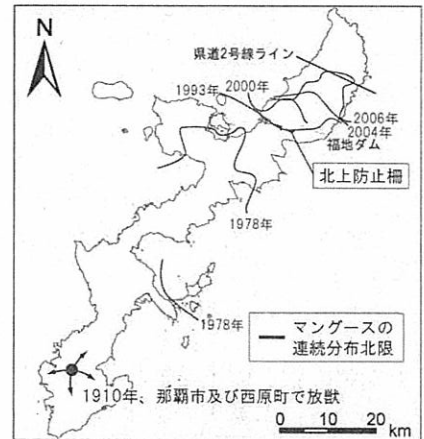 N
県道2号線ライン
1993年
2000年
2006年
2004年
福地ダム
北上防止柵
1978年
1978年
マングースの
連続分布北限
1910年、那覇市及び西原町で放獣
0 10 20
km